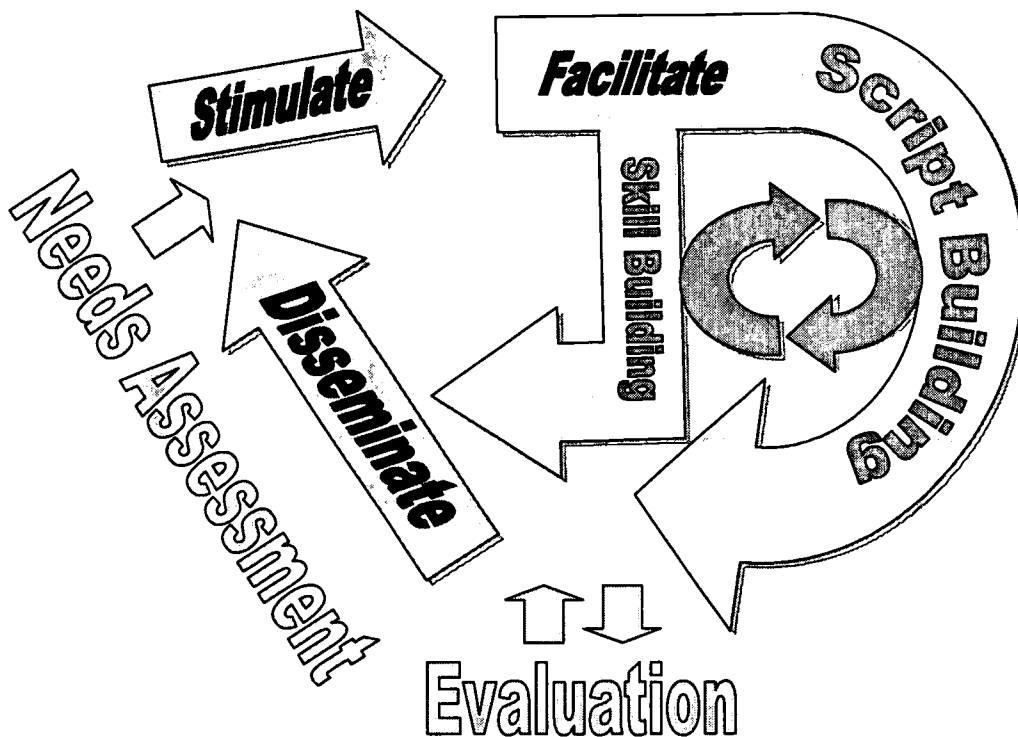 Stimulate
Facilitate
Script Building
Skill Building
Disseminate
Needs Assessment
Evaluation